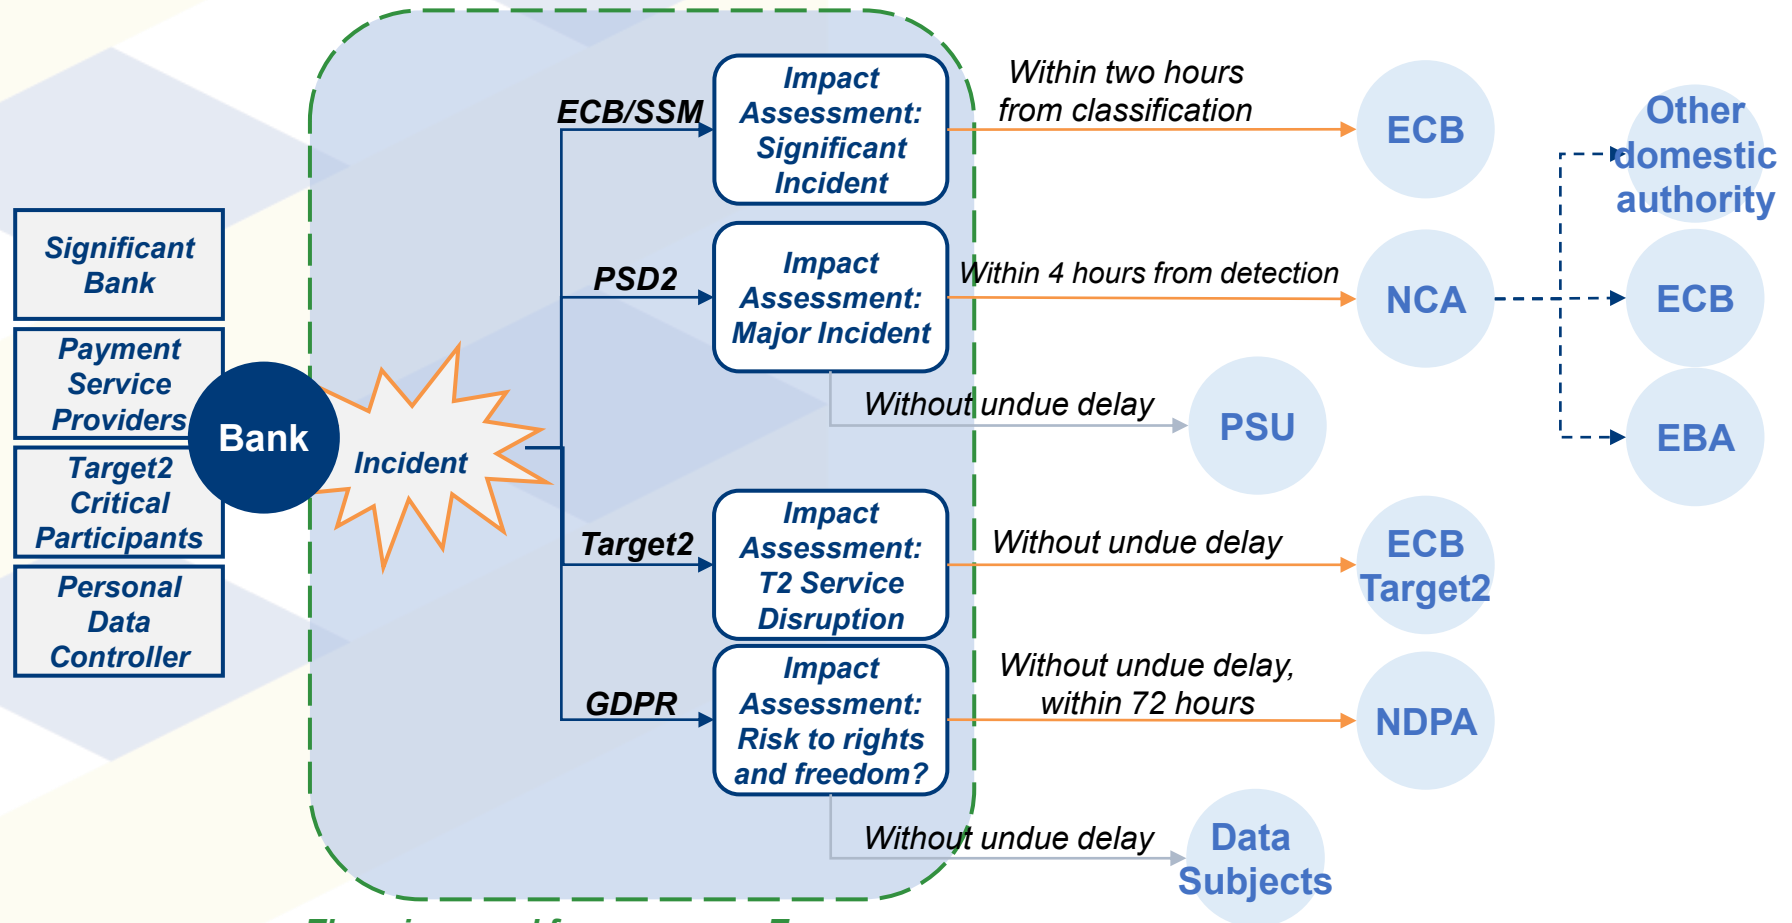 Significant
Bank
Payment
Service
Providers
Target2
Critical
Participants
Personal
Data
Controller
Bank
Incident
ECB/SSM
Impact
Assessment:
Significant
Incident
Within two hours
from classification
ECB
PSD2
Impact
Assessment:
Major Incident
Within 4 hours from detection
NCA
Other
domestic
authority
ECB
EBA
Without undue delay
PSU
Target2
Impact
Assessment:
T2 Service
Disruption
Without undue delay
ECB
Target2
GDPR
Impact
Assessment:
Risk to rights
and freedom?
Without undue delay,
within 72 hours
NDPA
Without undue delay
Data
Subjects